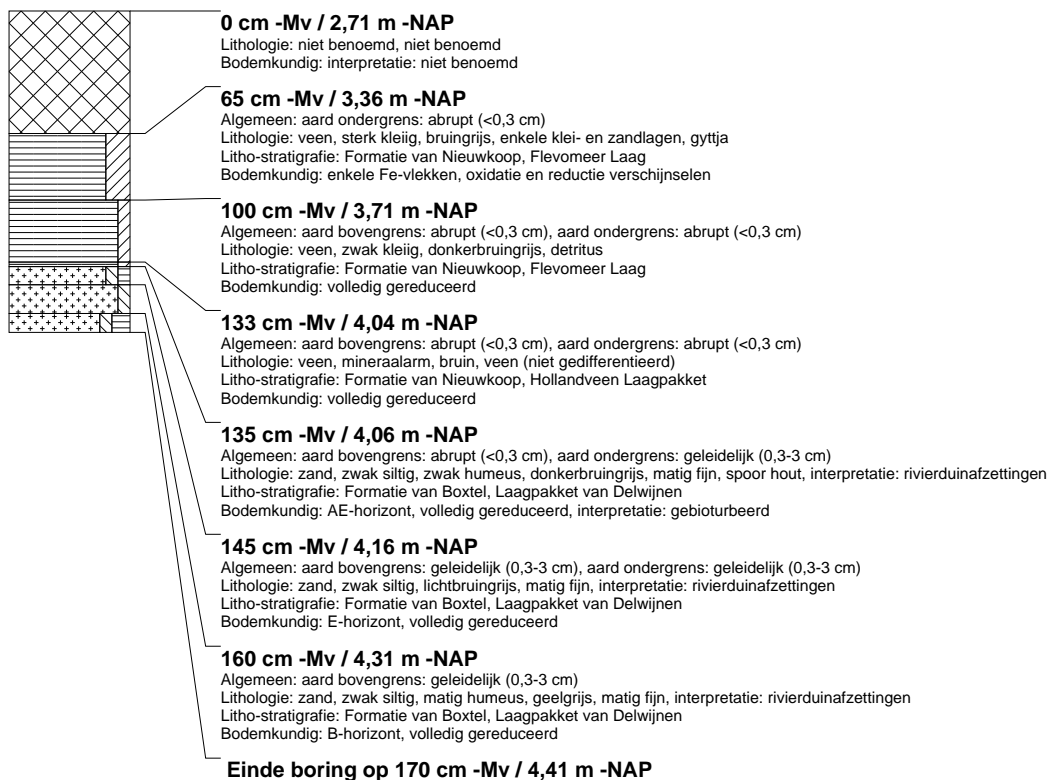 0 cm -Mv / 2,71 m -NAP
Lithologie: niet benoemd, niet benoemd
Bodemkundig: interpretatie: niet benoemd
65 cm -Mv / 3,36 m -NAP
Algemeen: aard ondergrens: abrupt (<0,3 cm)
Lithologie: veen, sterk kleiig, bruingrijs, enkele klei- en zandlagen, gyttja
Litho-stratigrafie: Formatie van Nieuwkoop, Flevomeer Laag
Bodemkundig: enkele Fe-vlekken, oxidatie en reductie verschijnselen
100 cm -Mv / 3,71 m -NAP
Algemeen: aard bovengrens: abrupt (<0,3 cm), aard ondergrens: abrupt (<0,3 cm)
Lithologie: veen, zwak kleiig, donkerbruingrijs, detritus
Litho-stratigrafie: Formatie van Nieuwkoop, Flevomeer Laag
Bodemkundig: volledig gereduceerd
133 cm -Mv / 4,04 m -NAP
Algemeen: aard bovengrens: abrupt (<0,3 cm), aard ondergrens: abrupt (<0,3 cm)
Lithologie: veen, mineraalarm, bruin, veen (niet gedifferentieerd)
Litho-stratigrafie: Formatie van Nieuwkoop, Hollandveen Laagpakket
Bodemkundig: volledig gereduceerd
135 cm -Mv / 4,06 m -NAP
Algemeen: aard bovengrens: abrupt (<0,3 cm), aard ondergrens: geleidelijk (0,3-3 cm)
Lithologie: zand, zwak siltig, zwak humeus, donkerbruingrijs, matig fijn, spoor hout, interpretatie: rivierduinafzettingen
Litho-stratigrafie: Formatie van Boxtel, Laagpakket van Delwijnen
Bodemkundig: AE-horizont, volledig gereduceerd, interpretatie: gebioturbeerd
145 cm -Mv / 4,16 m -NAP
Algemeen: aard bovengrens: geleidelijk (0,3-3 cm), aard ondergrens: geleidelijk (0,3-3 cm)
Lithologie: zand, zwak siltig, lichtbruingrijs, matig fijn, interpretatie: rivierduinafzettingen
Litho-stratigrafie: Formatie van Boxtel, Laagpakket van Delwijnen
Bodemkundig: E-horizont, volledig gereduceerd
160 cm -Mv / 4,31 m -NAP
Algemeen: aard bovengrens: geleidelijk (0,3-3 cm)
Lithologie: zand, zwak siltig, matig humeus, geelgrijs, matig fijn, interpretatie: rivierduinafzettingen
Litho-stratigrafie: Formatie van Boxtel, Laagpakket van Delwijnen
Bodemkundig: B-horizont, volledig gereduceerd
Einde boring op 170 cm -Mv / 4,41 m -NAP